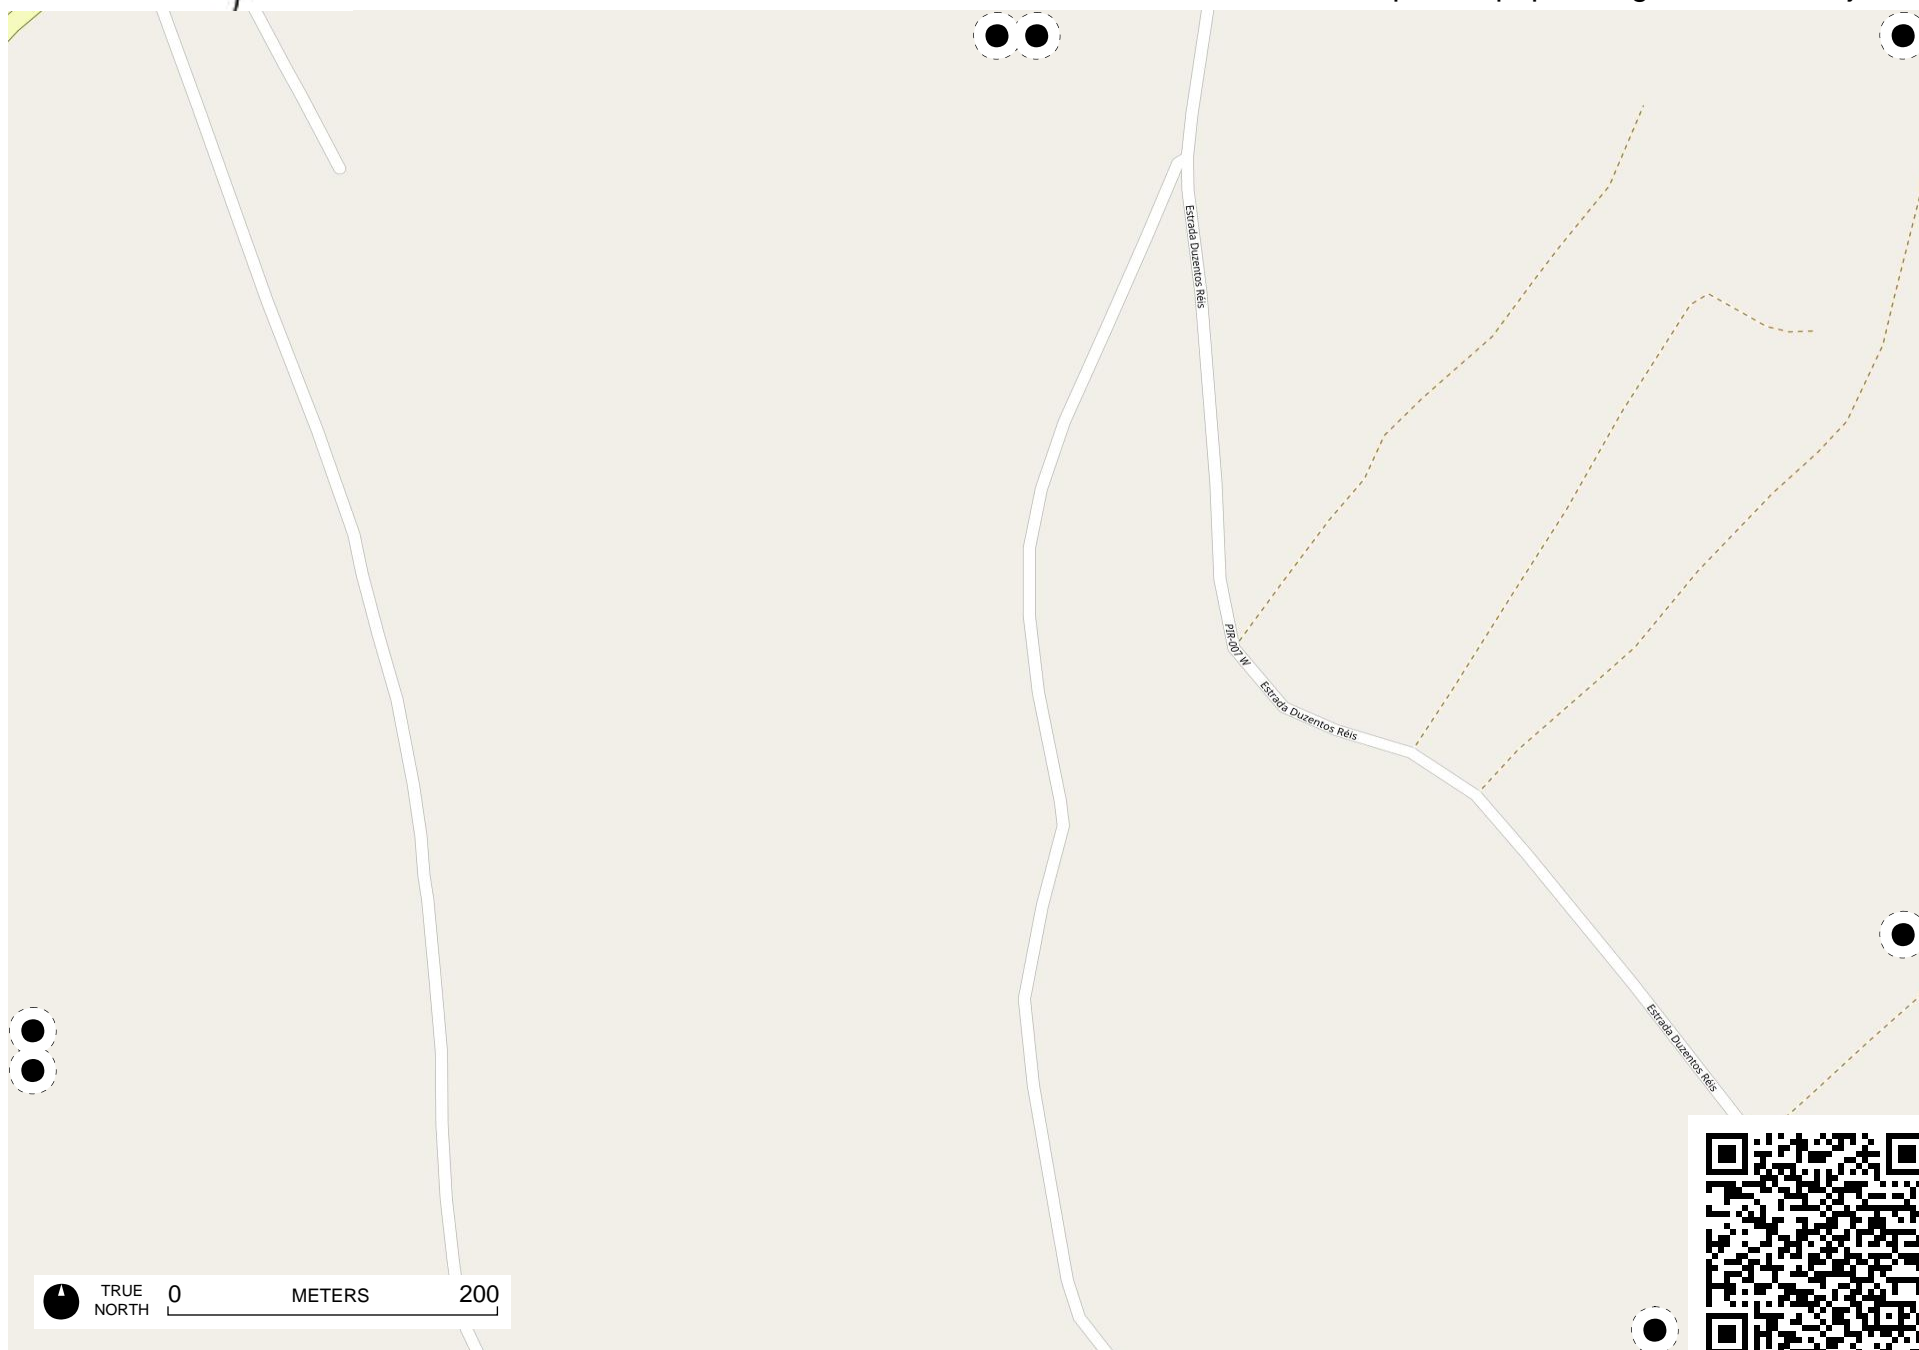 Estrada Duzentos Réis
PIR-007 W
Estrada Duzentos Réis
Estrada Duzentos Réis
TRUE NORTH
0 METERS 200